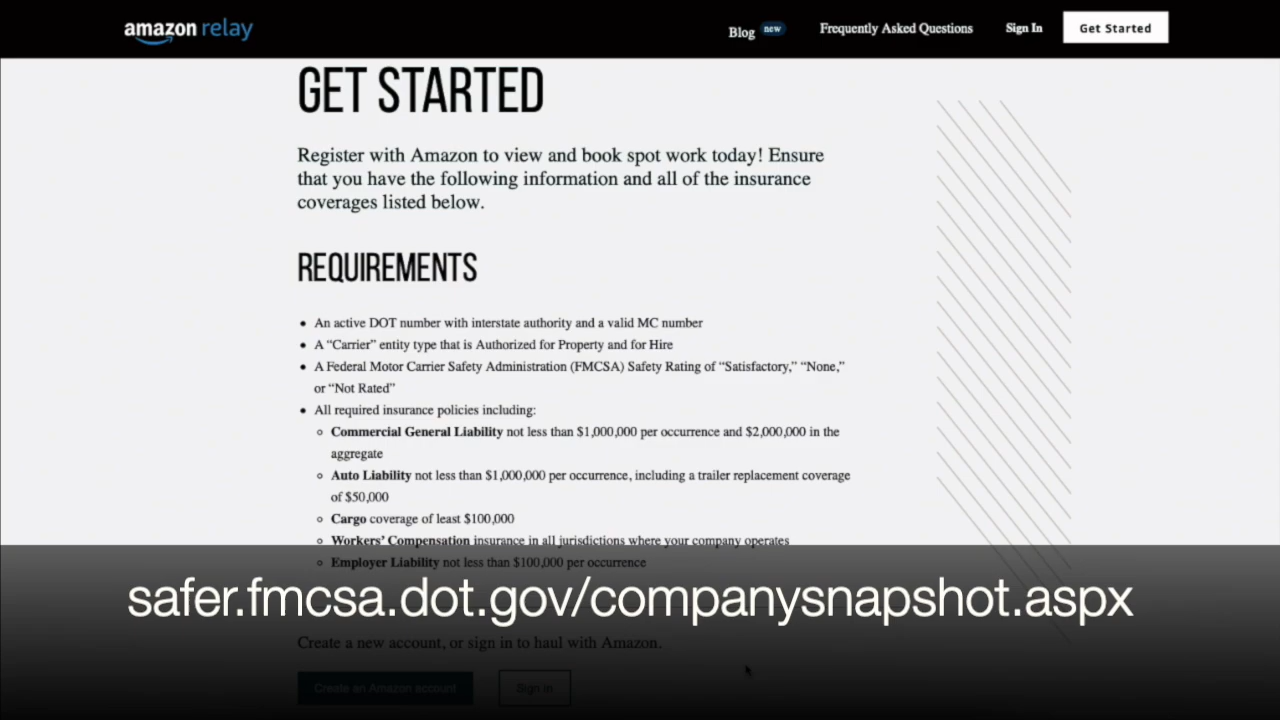 amazon relay
Blog new Frequently Asked Questions Sign In Get Started
GET STARTED
Register with Amazon to view and book spot work today! Ensure
that you have the following information and all of the insurance
coverages listed below.
REQUIREMENTS
• An active DOT number with interstate authority and a valid MC number
• A “Carrier” entity type that is Authorized for Property and for Hire
• A Federal Motor Carrier Safety Administration (FMCSA) Safety Rating of “Satisfactory,” “None,”
or “Not Rated”
• All required insurance policies including:
◦ Commercial General Liability not less than $1,000,000 per occurrence and $2,000,000 in the
aggregate
◦ Auto Liability not less than $1,000,000 per occurrence, including a trailer replacement coverage
of $50,000
◦ Cargo coverage of least $100,000
◦ Workers’ Compensation insurance in all jurisdictions where your company operates
◦ Employer Liability not less than $100,000 per occurrence
safer.fmcsa.dot.gov/companysnapshot.aspx
Create a new account, or sign in to haul with Amazon.
Create an Amazon account Sign in